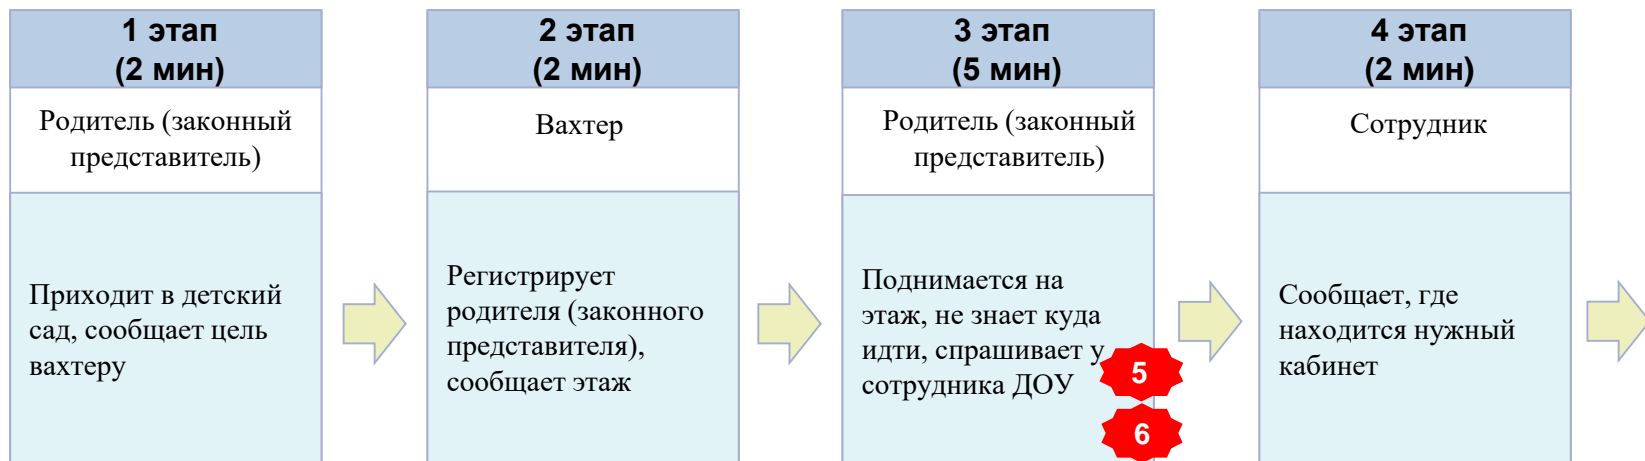 1 этап
(2 мин)
Родитель (законный
представитель)
Приходит в детский
сад, сообщает цель
вахтеру
2 этап
(2 мин)
Вахтер
Регистрирует
родителя (законного
представителя),
сообщает этаж
3 этап
(5 мин)
Родитель (законный
представитель)
Поднимается на
этаж, не знает куда
идти, спрашивает у
сотрудника ДОУ
5
6
4 этап
(2 мин)
Сотрудник
Сообщает, где
находится нужный
кабинет